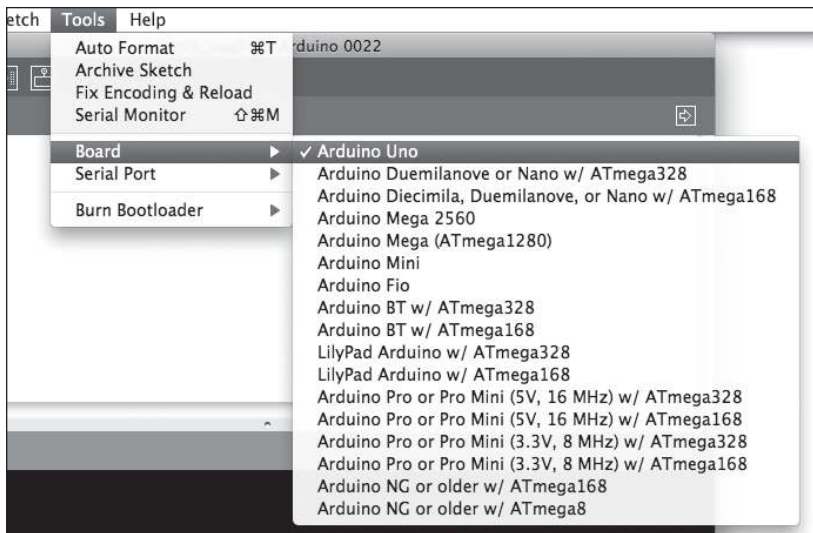 etch Tools Help
rduino 0022
Auto Format ⌘T
Archive Sketch
Fix Encoding & Reload
Serial Monitor ⇧⌘M
Board ▶
Serial Port ▶
Burn Bootloader ▶
✓ Arduino Uno
Arduino Duemilanove or Nano w/ ATmega328
Arduino Diecimila, Duemilanove, or Nano w/ ATmega168
Arduino Mega 2560
Arduino Mega (ATmega1280)
Arduino Mini
Arduino Fio
Arduino BT w/ ATmega328
Arduino BT w/ ATmega168
LilyPad Arduino w/ ATmega328
LilyPad Arduino w/ ATmega168
Arduino Pro or Pro Mini (5V, 16 MHz) w/ ATmega328
Arduino Pro or Pro Mini (5V, 16 MHz) w/ ATmega168
Arduino Pro or Pro Mini (3.3V, 8 MHz) w/ ATmega328
Arduino Pro or Pro Mini (3.3V, 8 MHz) w/ ATmega168
Arduino NG or older w/ ATmega168
Arduino NG or older w/ ATmega8